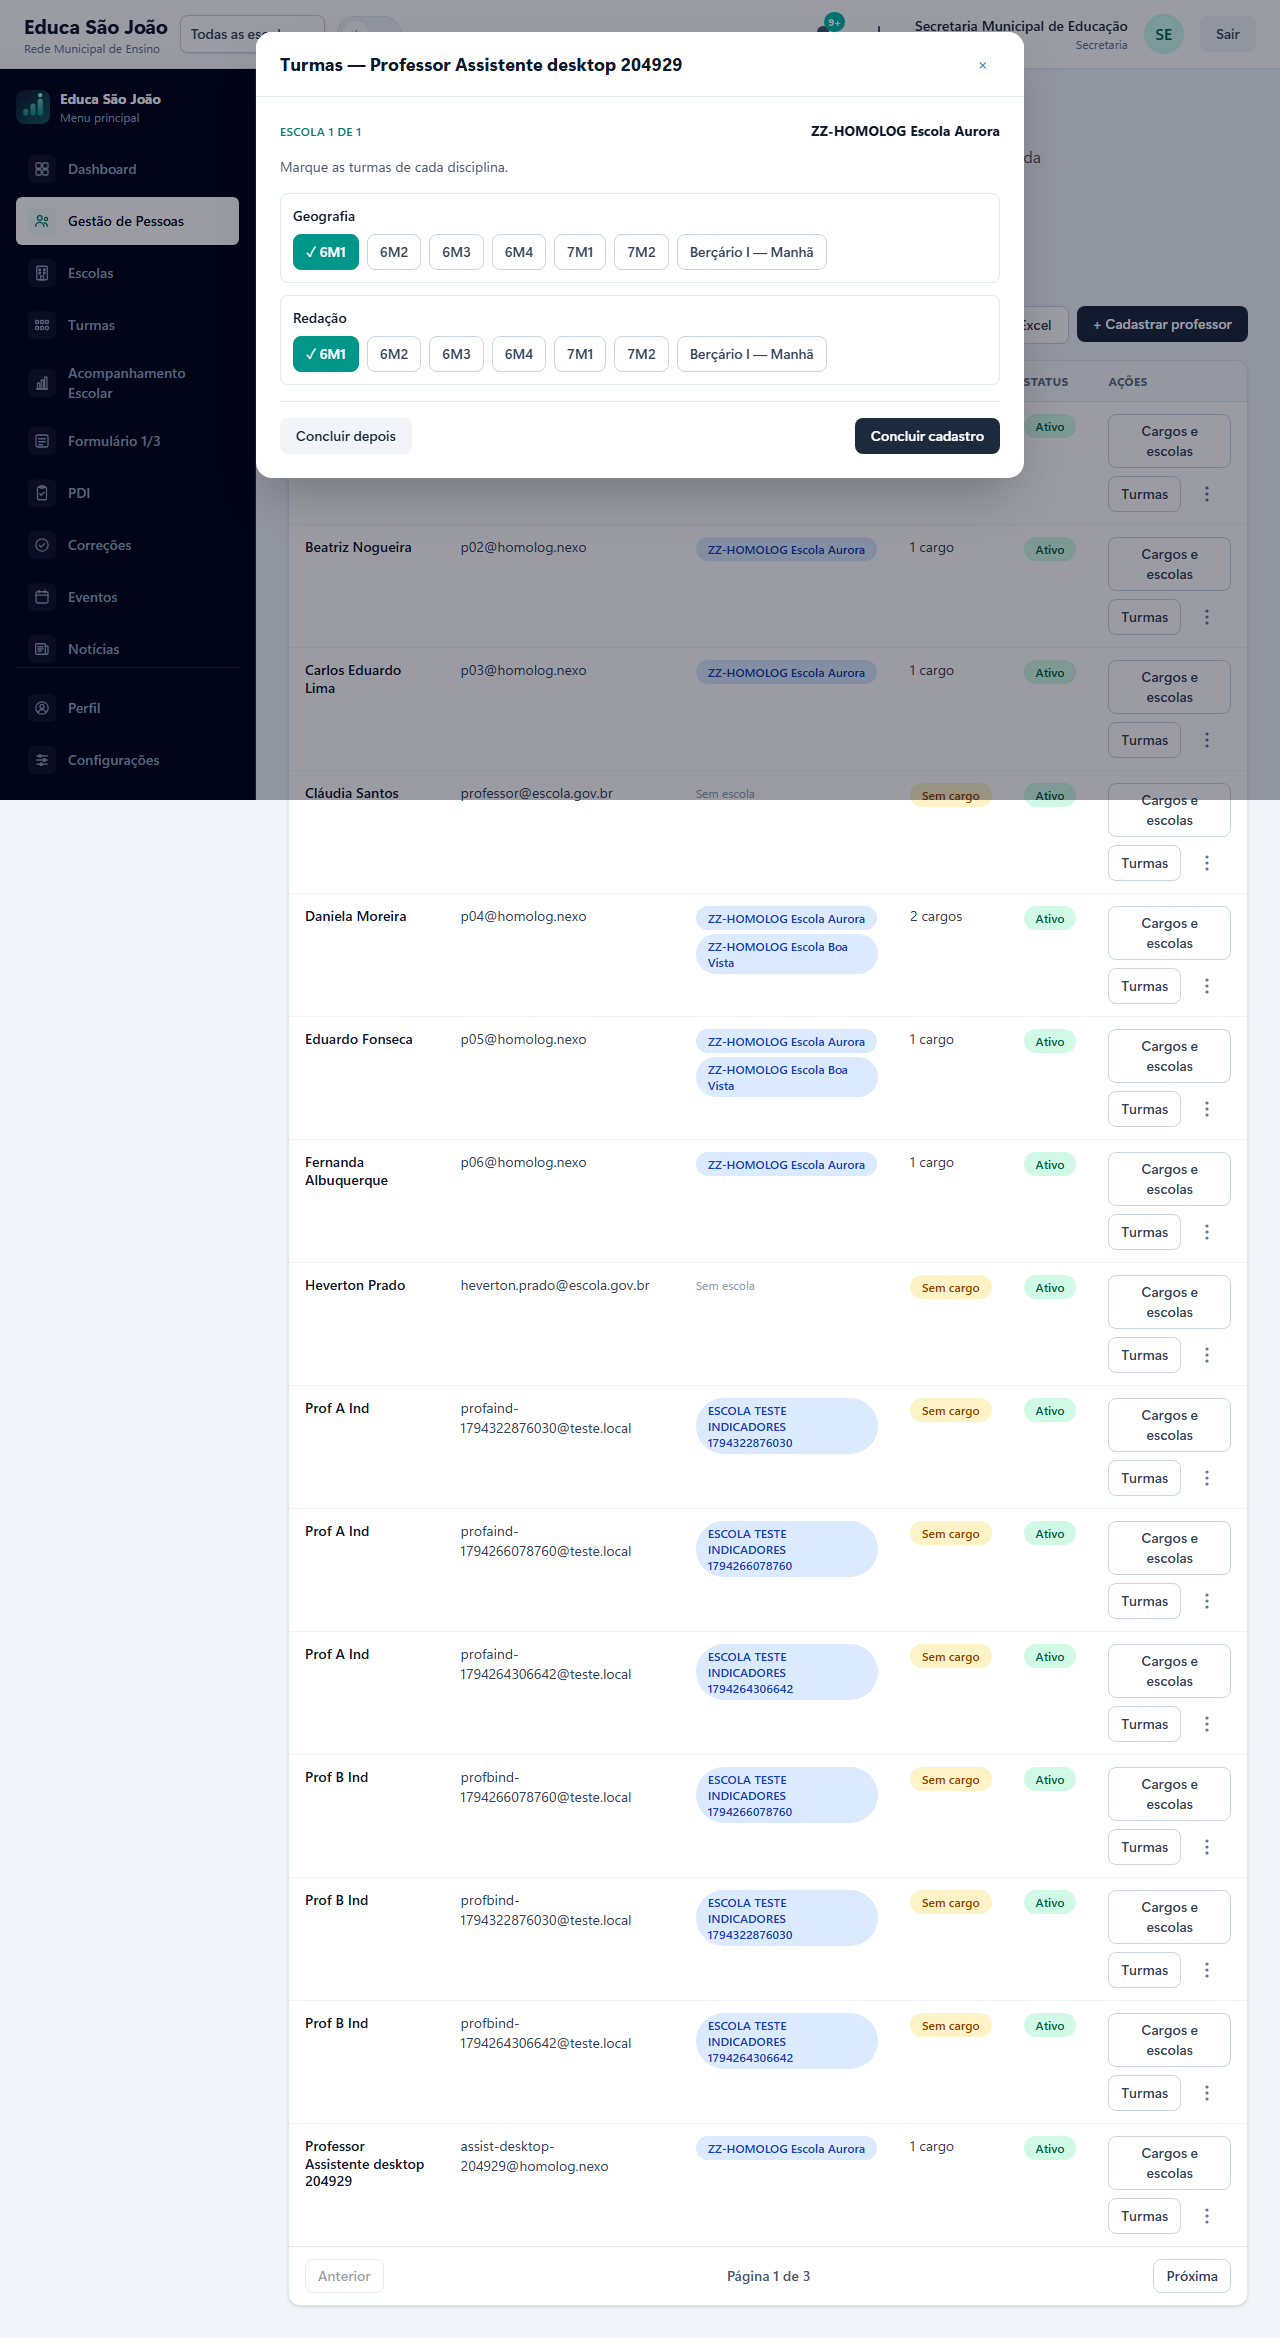 Educa São João
Rede Municipal de Ensino
Todas as
9+
Secretaria Municipal de Educação
Secretaria
SE
Sair
Educa São João
Menu principal
Dashboard
Gestão de Pessoas
Escolas
Turmas
Acompanhamento
Escolar
Formulário 1/3
PDI
Correções
Eventos
Notícias
Perfil
Configurações
Turmas — Professor Assistente desktop 204929
×
ESCOLA 1 DE 1
ZZ-HOMOLOG Escola Aurora
Marque as turmas de cada disciplina.
Geografia
✓ 6M1
6M2
6M3
6M4
7M1
7M2
Berçário I — Manhã
Redação
✓ 6M1
6M2
6M3
6M4
7M1
7M2
Berçário I — Manhã
Concluir depois
Concluir cadastro
da
Excel
+ Cadastrar professor
STATUS
AÇÕES
Ativo
Cargos e
escolas
Turmas
Beatriz Nogueira
p02@homolog.nexo
ZZ-HOMOLOG Escola Aurora
1 cargo
Ativo
Cargos e
escolas
Turmas
Carlos Eduardo
Lima
p03@homolog.nexo
ZZ-HOMOLOG Escola Aurora
1 cargo
Ativo
Cargos e
escolas
Turmas
Cláudia Santos
professor@escola.gov.br
Sem escola
Sem cargo
Ativo
Cargos e
escolas
Turmas
Daniela Moreira
p04@homolog.nexo
ZZ-HOMOLOG Escola Aurora
ZZ-HOMOLOG Escola Boa
Vista
2 cargos
Ativo
Cargos e
escolas
Turmas
Eduardo Fonseca
p05@homolog.nexo
ZZ-HOMOLOG Escola Aurora
ZZ-HOMOLOG Escola Boa
Vista
1 cargo
Ativo
Cargos e
escolas
Turmas
Fernanda
Albuquerque
p06@homolog.nexo
ZZ-HOMOLOG Escola Aurora
1 cargo
Ativo
Cargos e
escolas
Turmas
Heverton Prado
heverton.prado@escola.gov.br
Sem escola
Sem cargo
Ativo
Cargos e
escolas
Turmas
Prof A Ind
profaind-
1794322876030@teste.local
ESCOLA TESTE
INDICADORES
1794322876030
Sem cargo
Ativo
Cargos e
escolas
Turmas
Prof A Ind
profaind-
1794266078760@teste.local
ESCOLA TESTE
INDICADORES
1794266078760
Sem cargo
Ativo
Cargos e
escolas
Turmas
Prof A Ind
profaind-
1794264306642@teste.local
ESCOLA TESTE
INDICADORES
1794264306642
Sem cargo
Ativo
Cargos e
escolas
Turmas
Prof B Ind
profbind-
1794266078760@teste.local
ESCOLA TESTE
INDICADORES
1794266078760
Sem cargo
Ativo
Cargos e
escolas
Turmas
Prof B Ind
profbind-
1794322876030@teste.local
ESCOLA TESTE
INDICADORES
1794322876030
Sem cargo
Ativo
Cargos e
escolas
Turmas
Prof B Ind
profbind-
1794264306642@teste.local
ESCOLA TESTE
INDICADORES
1794264306642
Sem cargo
Ativo
Cargos e
escolas
Turmas
Professor
Assistente desktop
204929
assist-desktop-
204929@homolog.nexo
ZZ-HOMOLOG Escola Aurora
1 cargo
Ativo
Cargos e
escolas
Turmas
Anterior
Página 1 de 3
Próxima